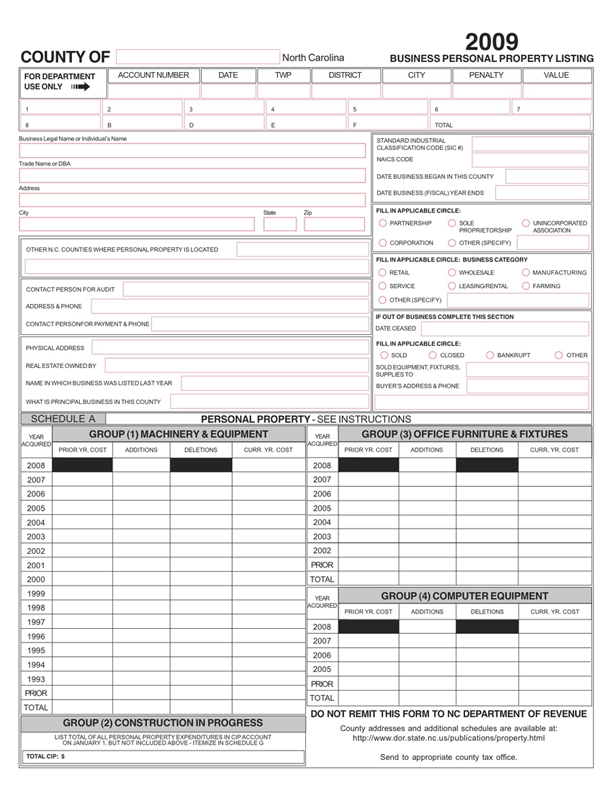 2009
COUNTY OF North Carolina BUSINESS PERSONAL PROPERTY LISTING
FOR DEPARTMENT USE ONLY ACCOUNT NUMBER DATE TWP DISTRICT CITY PENALTY VALUE
1 2 3 4 5 6 7
8 B D E F TOTAL
Business Legal Name or Individual's Name
Trade Name or DBA
Address
City State Zip
OTHER N.C. COUNTIES WHERE PERSONAL PROPERTY IS LOCATED
CONTACT PERSON FOR AUDIT
ADDRESS & PHONE
CONTACT PERSONFOR PAYMENT & PHONE
PHYSICAL ADDRESS
REAL ESTATE OWNED BY
NAME IN WHICH BUSINESS WAS LISTED LAST YEAR
WHAT IS PRINCIPAL BUSINESS IN THIS COUNTY
STANDARD INDUSTRIAL
CLASSIFICATION CODE (SIC #)
NAICS CODE
DATE BUSINESS BEGAN IN THIS COUNTY
DATE BUSINESS (FISCAL) YEAR ENDS
FILL IN APPLICABLE CIRCLE:
PARTNERSHIP SOLE PROPRIETORSHIP UNINCORPORATED ASSOCIATION
CORPORATION OTHER (SPECIFY)
FILL IN APPLICABLE CIRCLE: BUSINESS CATEGORY
RETAIL WHOLESALE MANUFACTURING
SERVICE LEASING/RENTAL FARMING
OTHER (SPECIFY)
IF OUT OF BUSINESS COMPLETE THIS SECTION
DATE CEASED
FILL IN APPLICABLE CIRCLE:
SOLD CLOSED BANKRUPT OTHER
SOLD EQUIPMENT, FIXTURES,
SUPPLIES TO
BUYER'S ADDRESS & PHONE
SCHEDULE A PERSONAL PROPERTY - SEE INSTRUCTIONS
YEAR ACQUIRED GROUP (1) MACHINERY & EQUIPMENT
PRIOR YR. COST ADDITIONS DELETIONS CURR. YR. COST
2008
2007
2006
2005
2004
2003
2002
2001
2000
1999
1998
1997
1996
1995
1994
1993
PRIOR
TOTAL
GROUP (2) CONSTRUCTION IN PROGRESS
LIST TOTAL OF ALL PERSONAL PROPERTY EXPENDITURES IN CIP ACCOUNT
ON JANUARY 1, BUT NOT INCLUDED ABOVE - ITEMIZE IN SCHEDULE G
TOTAL CIP: $
YEAR ACQUIRED GROUP (3) OFFICE FURNITURE & FIXTURES
PRIOR YR. COST ADDITIONS DELETIONS CURR. YR. COST
2008
2007
2006
2005
2004
2003
2002
PRIOR
TOTAL
YEAR ACQUIRED GROUP (4) COMPUTER EQUIPMENT
PRIOR YR. COST ADDITIONS DELETIONS CURR. YR. COST
2008
2007
2006
2005
PRIOR
TOTAL
DO NOT REMIT THIS FORM TO NC DEPARTMENT OF REVENUE
County addresses and additional schedules are available at:
http://www.dor.state.nc.us/publications/property.html
Send to appropriate county tax office.